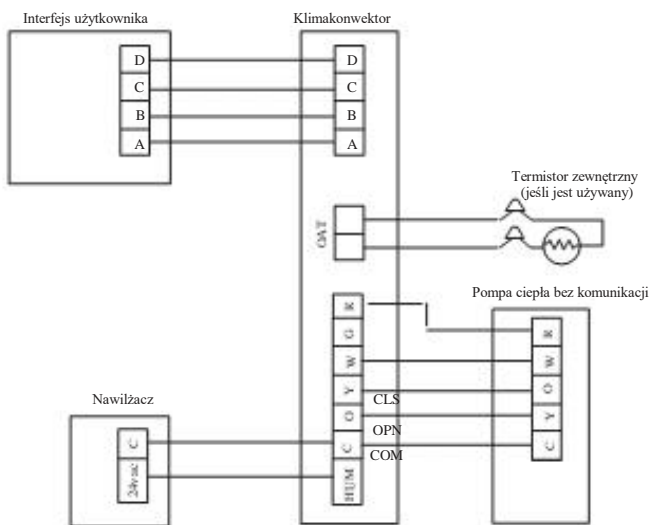 Interfejs użytkownika
Klimakonwektor
D
D
C
C
B
B
A
A
Termistor zewnętrzny
(jeśli jest używany)
OAT
Pompa ciepła bez komunikacji
R
G
W
Y
O
C
HUM
R
W
O
Y
C
CLS
OPN
COM
Nawilżacz
C
24vac